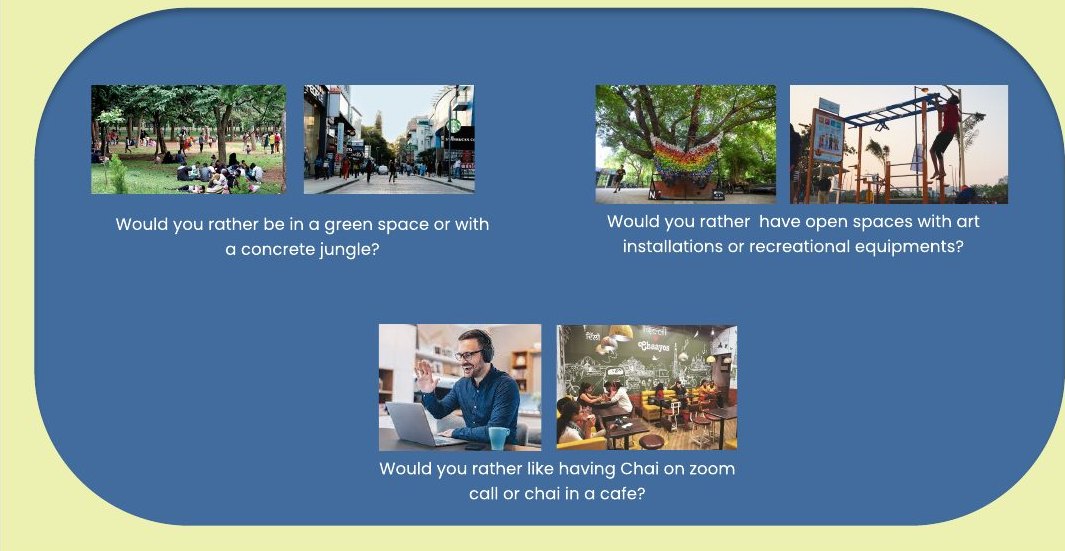 Would you rather be in a green space or with
a concrete jungle?
Would you rather  have open spaces with art
installations or recreational equipments?
दिल्ली
Chaayos
Would you rather like having Chai on zoom
call or chai in a cafe?